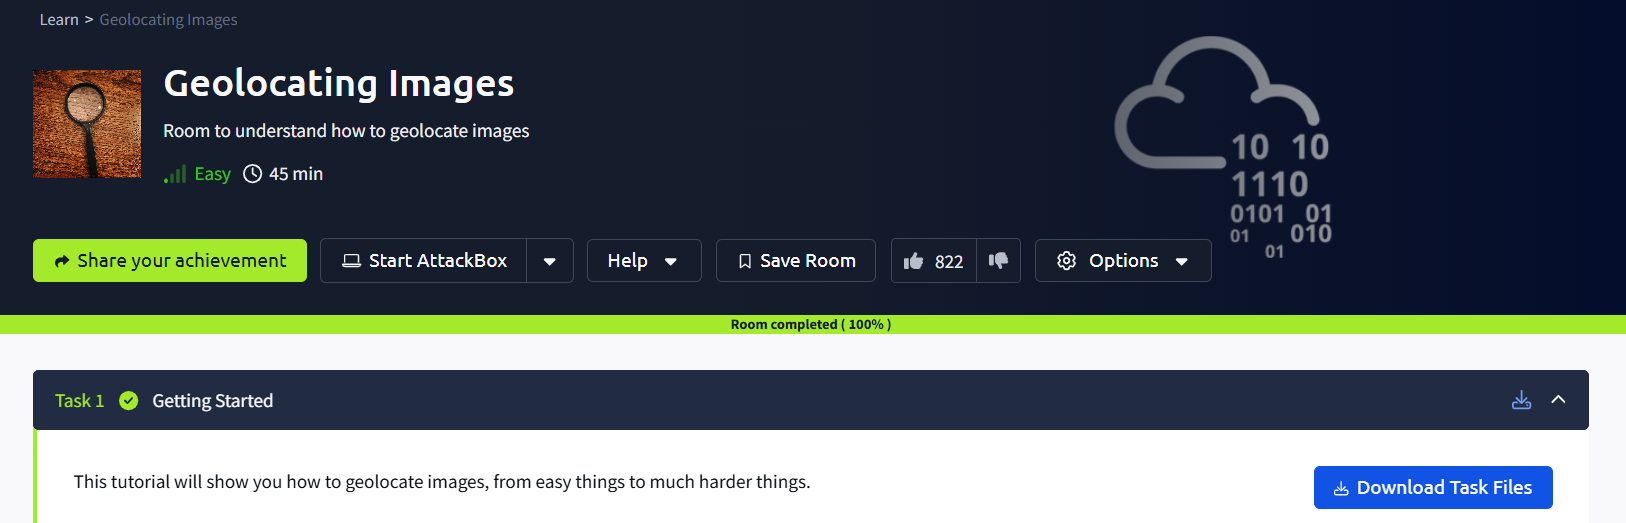 Learn > Geolocating Images
Geolocating Images
Room to understand how to geolocate images
Easy 45 min
Share your achievement Start AttackBox Help Save Room 822 Options
10 10
1110
0101 01
01 010
01
Room completed ( 100% )
Task 1 Getting Started
This tutorial will show you how to geolocate images, from easy things to much harder things.
Download Task Files